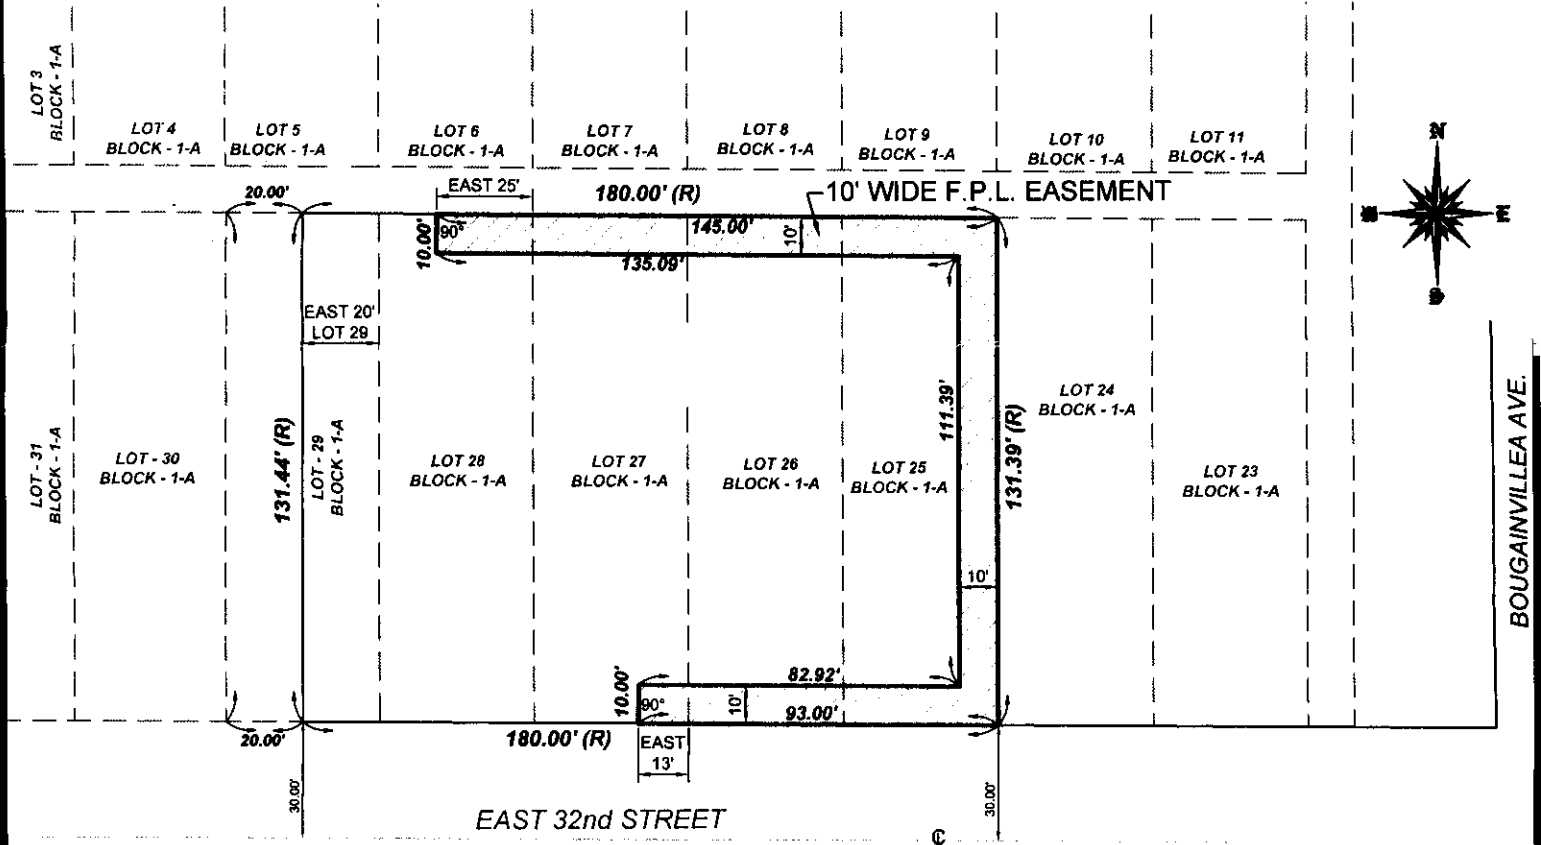 LOT 3
BLOCK - 1-A
LOT 4
BLOCK - 1-A
LOT 5
BLOCK - 1-A
LOT 6
BLOCK - 1-A
LOT 7
BLOCK - 1-A
LOT 8
BLOCK - 1-A
LOT 9
BLOCK - 1-A
LOT 10
BLOCK - 1-A
LOT 11
BLOCK - 1-A
N
E
S
20.00'
EAST 25'
180.00' (R)
10' WIDE F.P.L. EASEMENT
10.00'
90°
145.00'
10'
135.09'
EAST 20'
LOT 29
131.44' (R)
LOT - 29
BLOCK - 1-A
LOT - 31
BLOCK - 1-A
LOT - 30
BLOCK - 1-A
LOT 28
BLOCK - 1-A
LOT 27
BLOCK - 1-A
LOT 26
BLOCK - 1-A
LOT 25
BLOCK - 1-A
111.39'
131.39' (R)
LOT 24
BLOCK - 1-A
LOT 23
BLOCK - 1-A
BOUGAINVILLEA AVE.
10'
10.00'
90°
82.92'
10'
93.00'
20.00'
180.00' (R)
EAST
13'
30.00'
30.00'
EAST 32nd STREET
℄